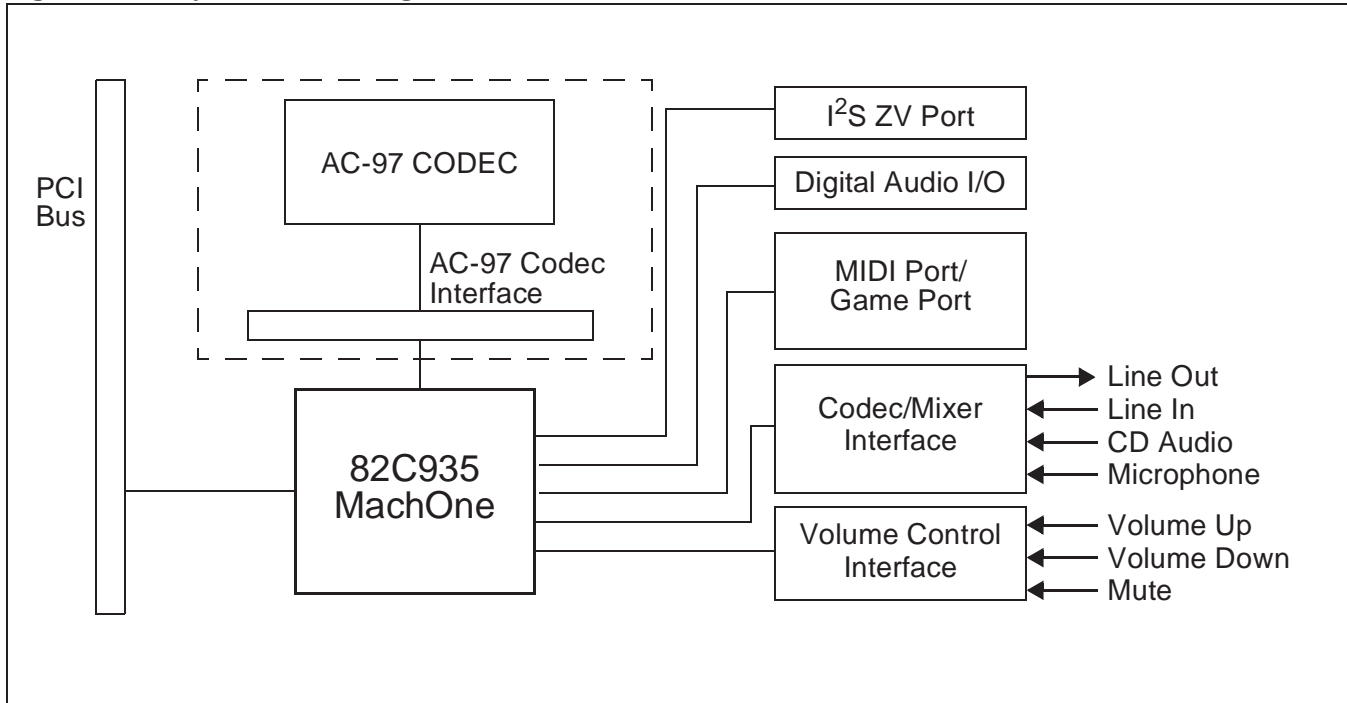 I2S ZV Port
AC-97 CODEC
Digital Audio I/O
PCI
Bus
AC-97 Codec
Interface
MIDI Port/
Game Port
Codec/Mixer
Interface
Line Out
Line In
CD Audio
Microphone
82C935
MachOne
Volume Control
Interface
Volume Up
Volume Down
Mute